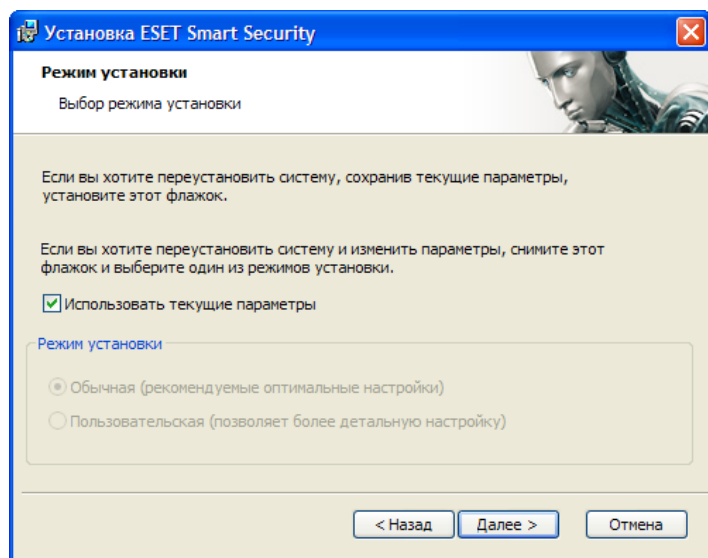 Установка ESET Smart Security
Режим установки
Выбор режима установки
Если вы хотите переустановить систему, сохранив текущие параметры,
установите этот флажок.
Если вы хотите переустановить систему и изменить параметры, снимите этот
флажок и выберите один из режимов установки.
Использовать текущие параметры
Режим установки
Обычная (рекомендуемые оптимальные настройки)
Пользовательская (позволяет более детальную настройку)
< Назад Далее > Отмена